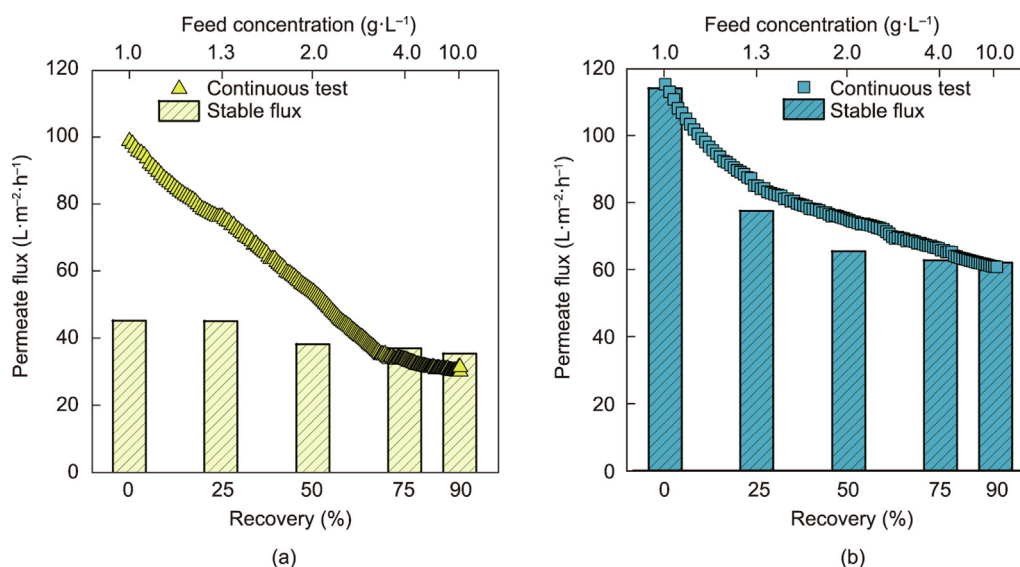 Feed concentration (g·L⁻¹)
1.0 1.3 2.0 4.0 10.0
120
100
80
60
40
20
0
Permeate flux (L·m⁻²·h⁻¹)
Continuous test
Stable flux
0 25 50 75 90
Recovery (%)
(a)
Feed concentration (g·L⁻¹)
1.0 1.3 2.0 4.0 10.0
120
100
80
60
40
20
0
Permeate flux (L·m⁻²·h⁻¹)
Continuous test
Stable flux
0 25 50 75 90
Recovery (%)
(b)